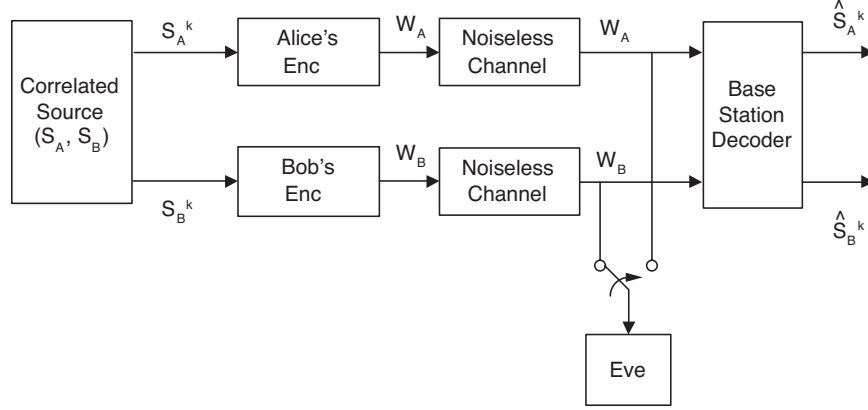 S_A^k
W_A
W_A
Ŝ_A^k
Correlated
Source
(S_A, S_B)
Alice's
Enc
Noiseless
Channel
Base
Station
Decoder
Bob's
Enc
Noiseless
Channel
W_B
W_B
S_B^k
Ŝ_B^k
Eve